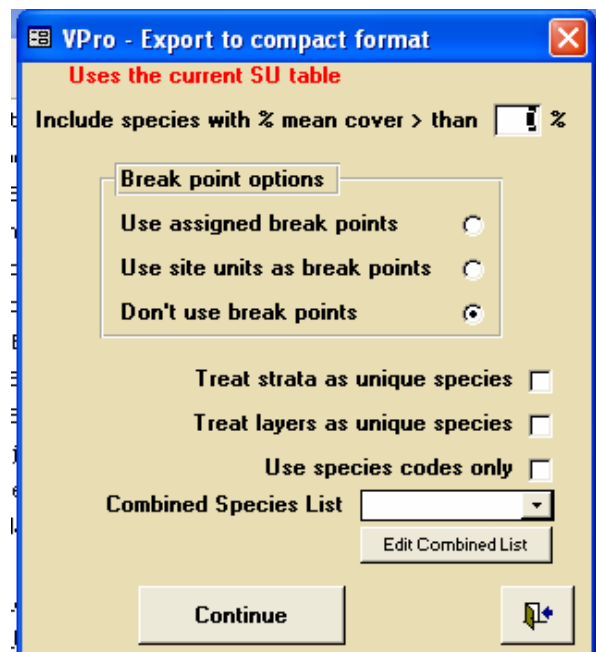 VPro - Export to compact format
Uses the current SU table
Include species with % mean cover > than %
Break point options
Use assigned break points
Use site units as break points
Don't use break points
Treat strata as unique species
Treat layers as unique species
Use species codes only
Combined Species List
Edit Combined List
Continue